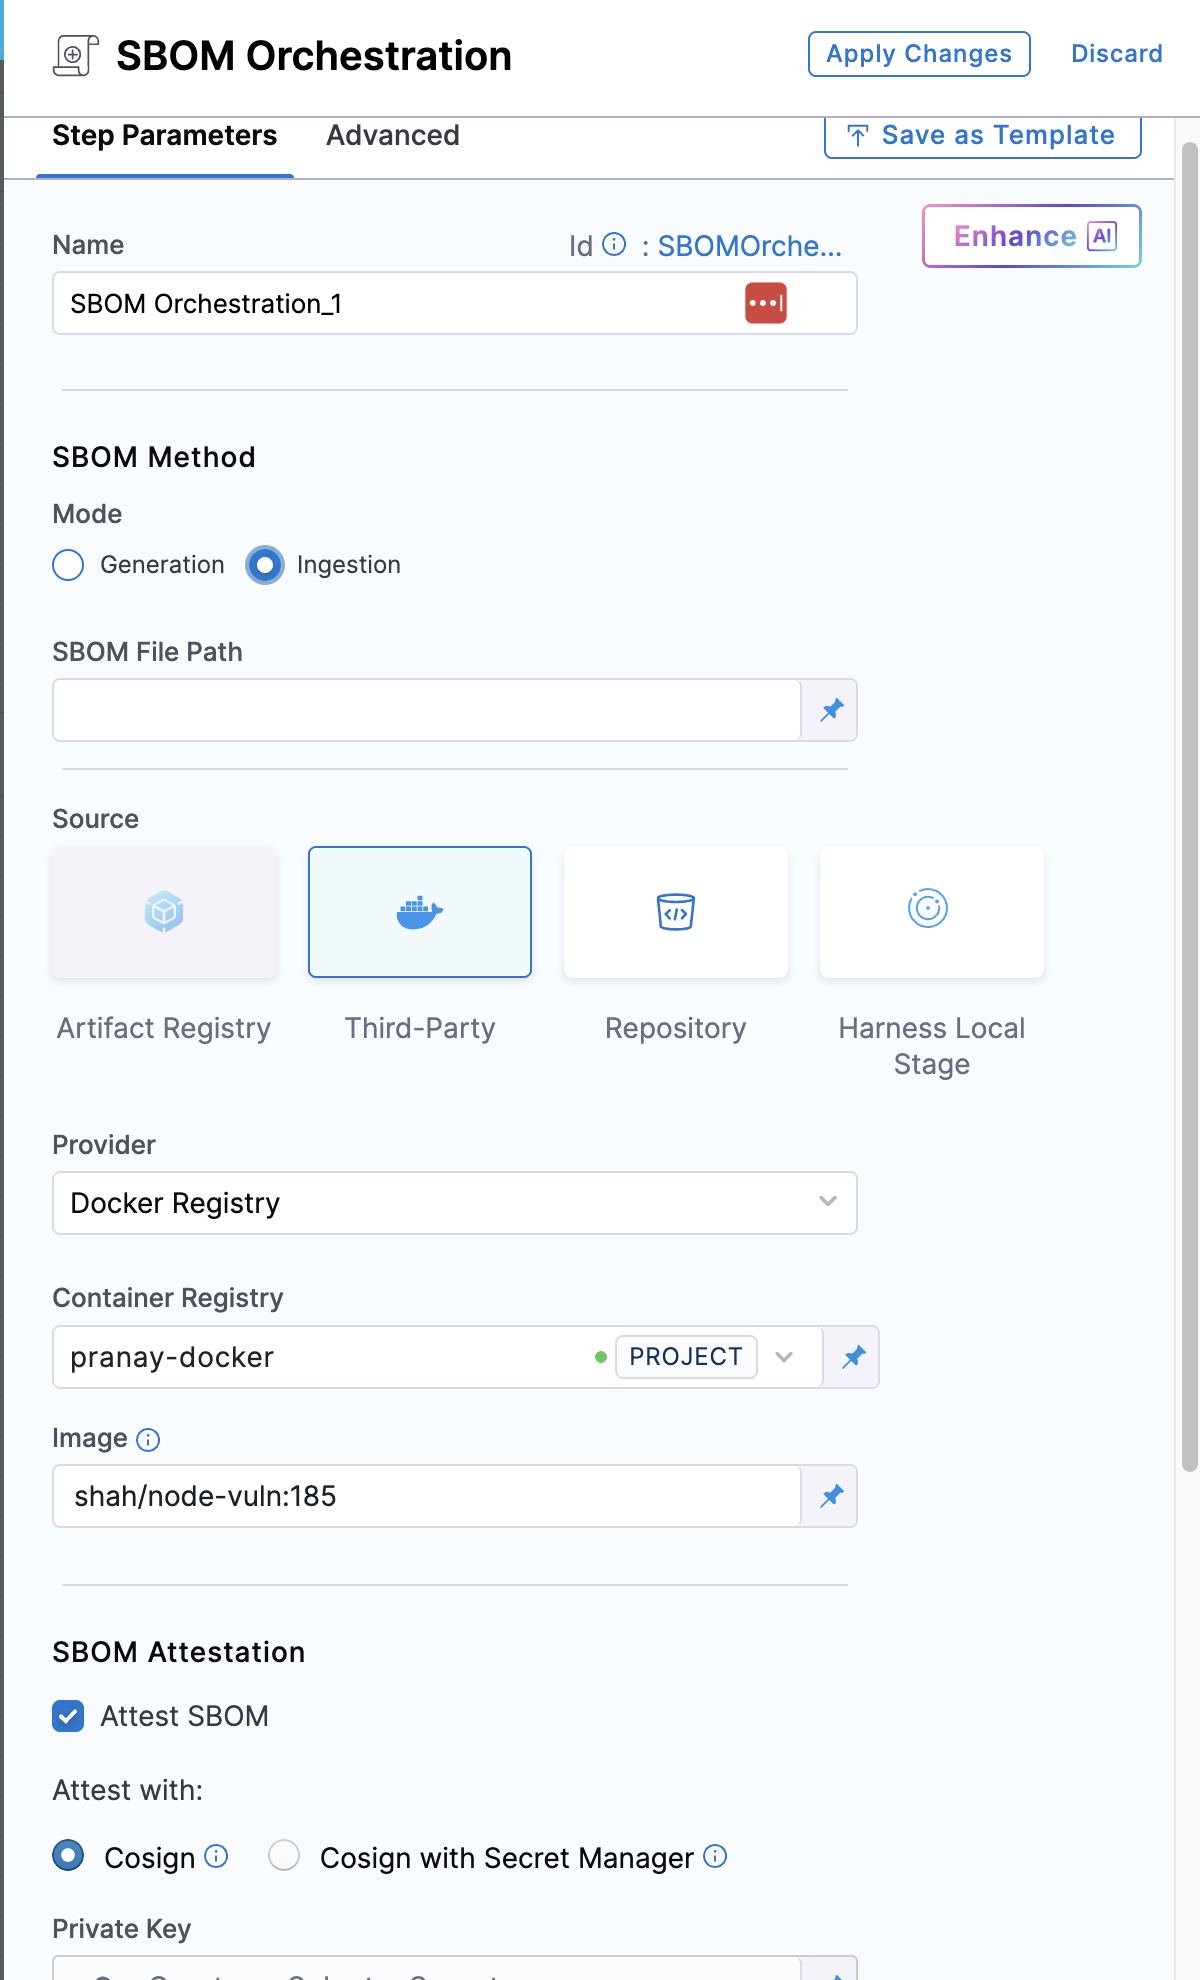 SBOM Orchestration
Apply Changes
Discard
Step Parameters
Advanced
Save as Template
Name
Id : SBOMOrche...
Enhance AI
SBOM Orchestration_1
SBOM Method
Mode
Generation
Ingestion
SBOM File Path
Source
Artifact Registry
Third-Party
Repository
Harness Local
Stage
Provider
Docker Registry
Container Registry
pranay-docker
PROJECT
Image
shah/node-vuln:185
SBOM Attestation
Attest SBOM
Attest with:
Cosign
Cosign with Secret Manager
Private Key